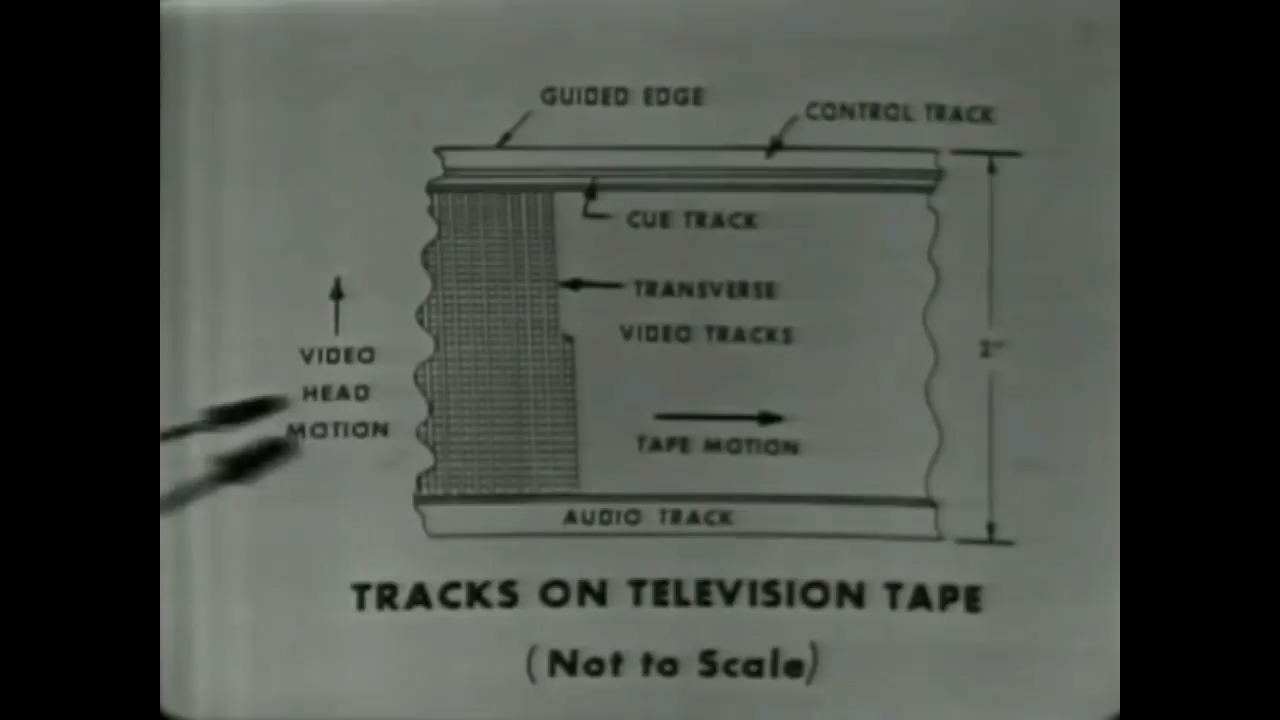 GUIDED EDGE
CONTROL TRACK
CUE TRACK
TRANSVERSE
VIDEO TRACKS
2"
VIDEO
HEAD
MOTION
TAPE MOTION
AUDIO TRACK
TRACKS ON TELEVISION TAPE
(Not to Scale)